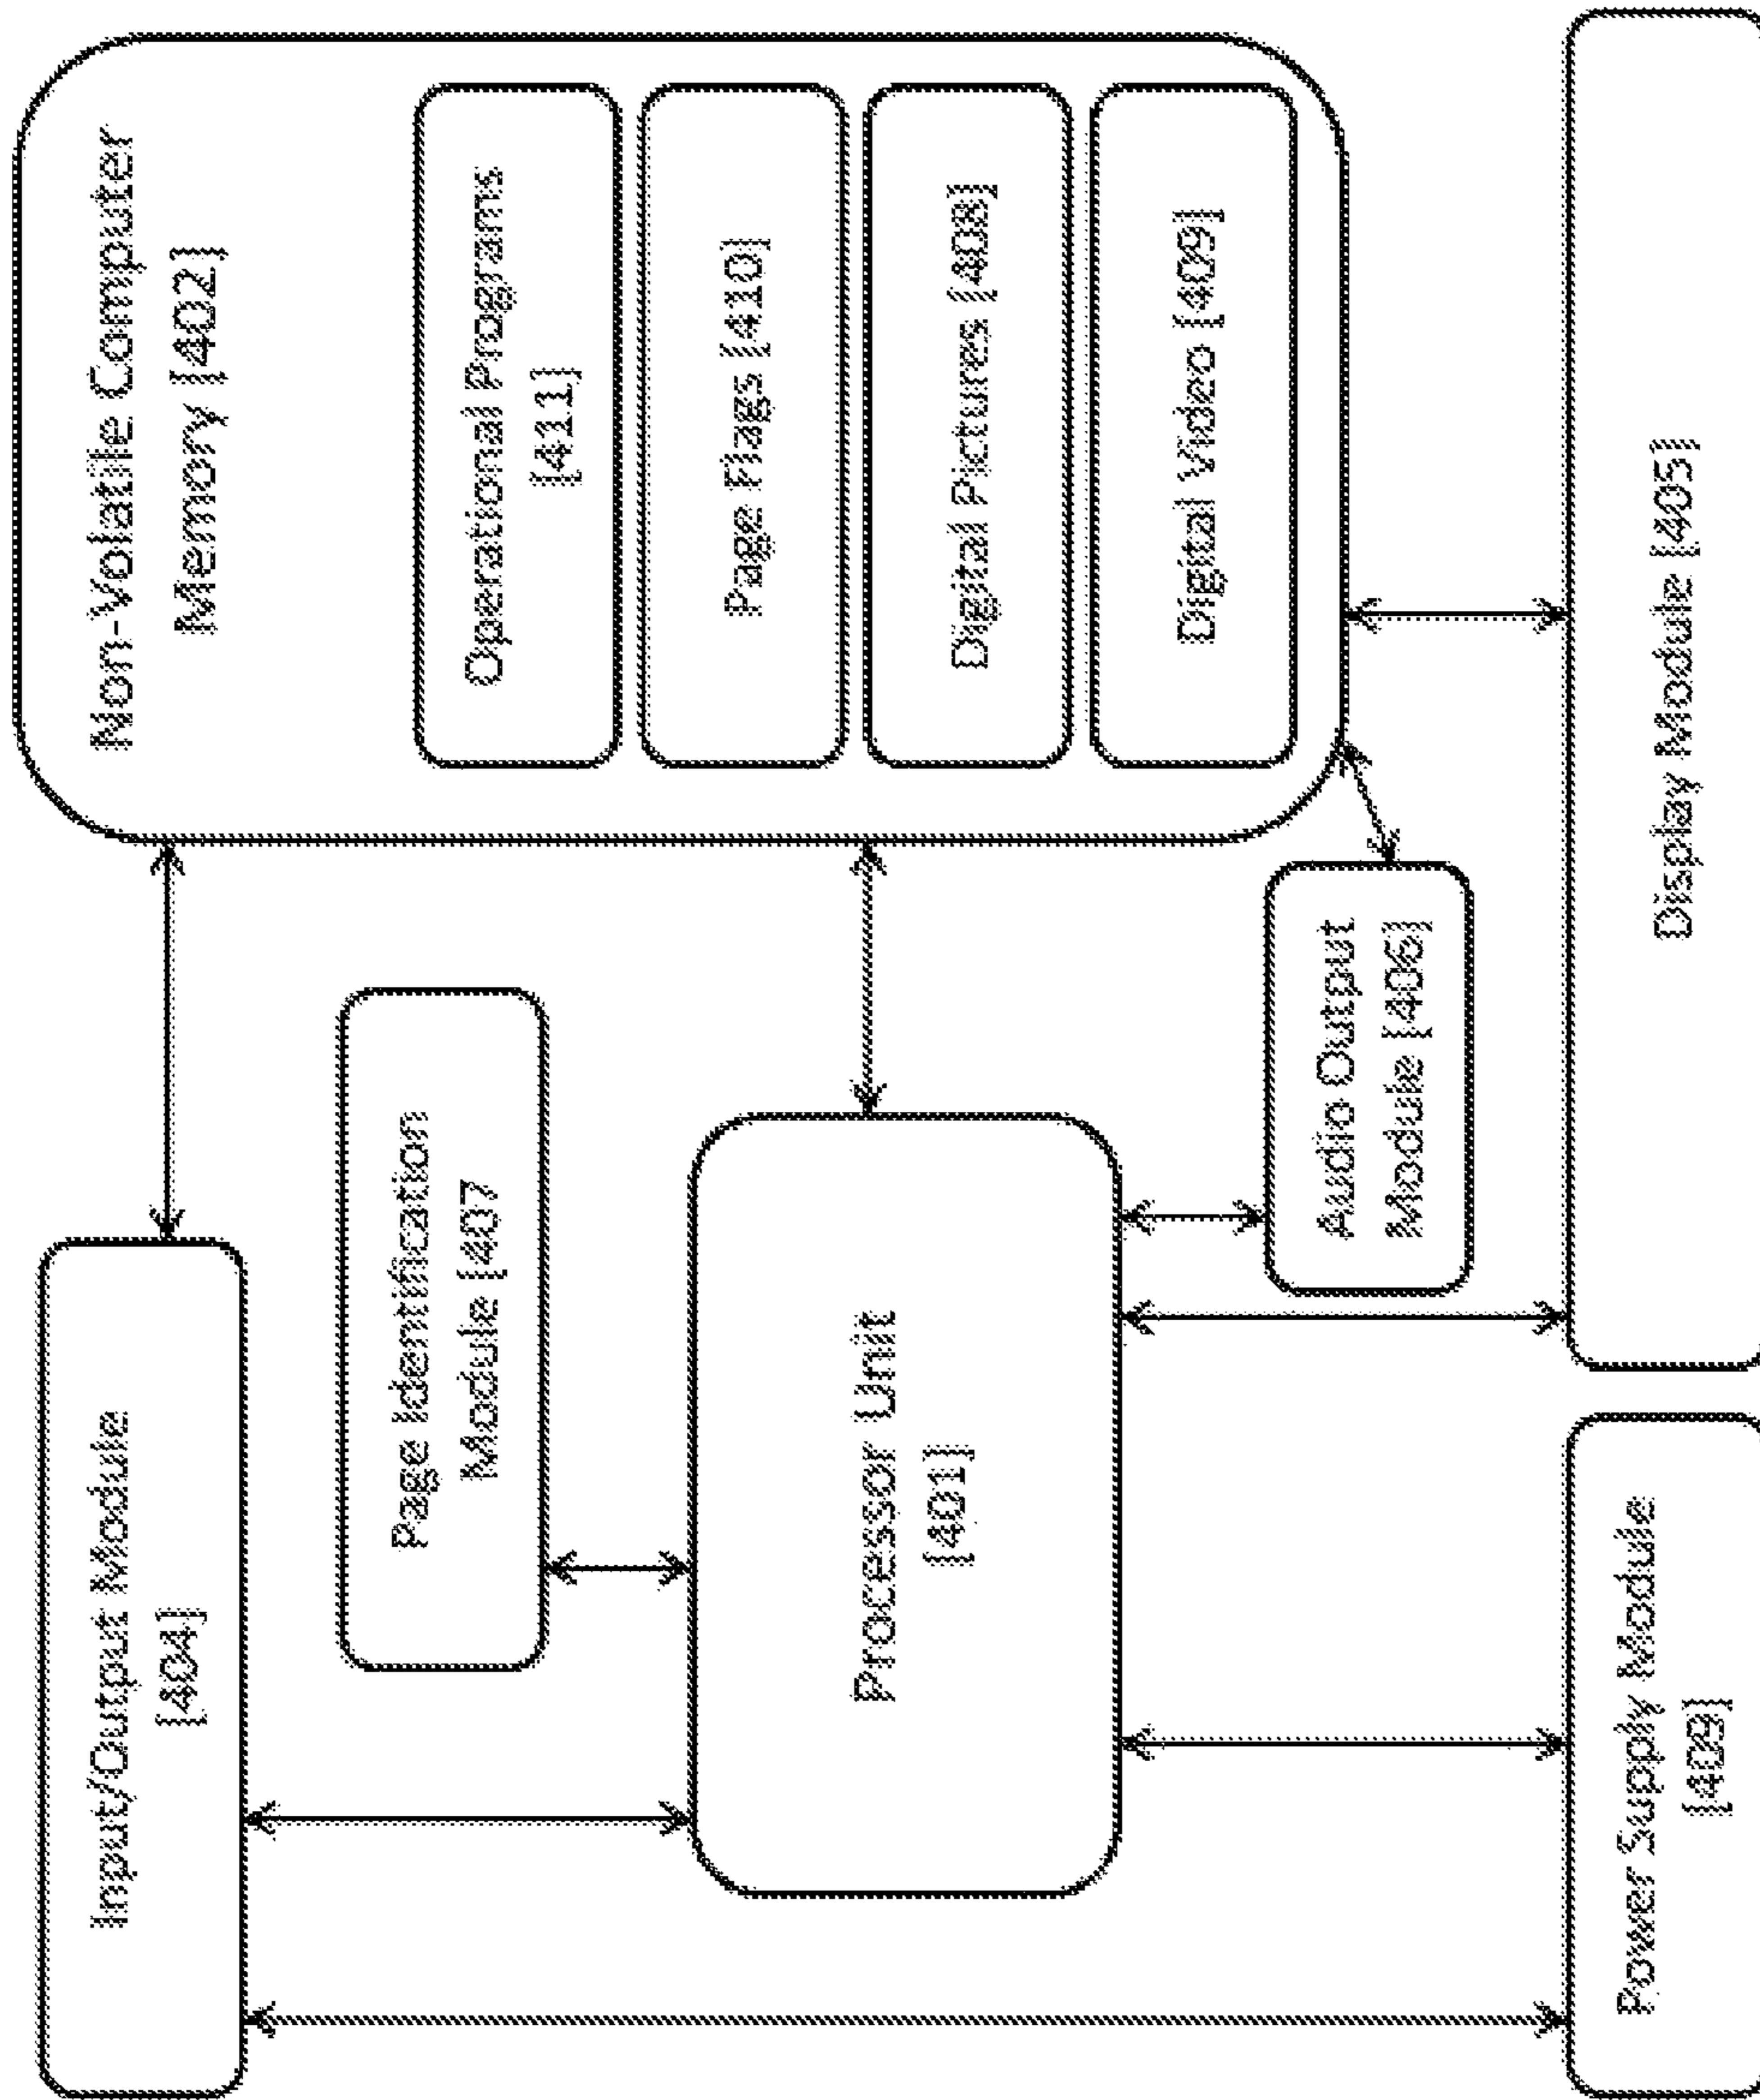 Input/Output Module
[404]
Non-Volatile Computer
Memory [402]
Page Identification
Module [407
Operational Programs
[411]
Page Flags [410]
Processor Unit
[401]
Digital Pictures [408]
Digital Video [409]
Audio Output
Module [406]
Power Supply Module
[409]
Display Module [405]